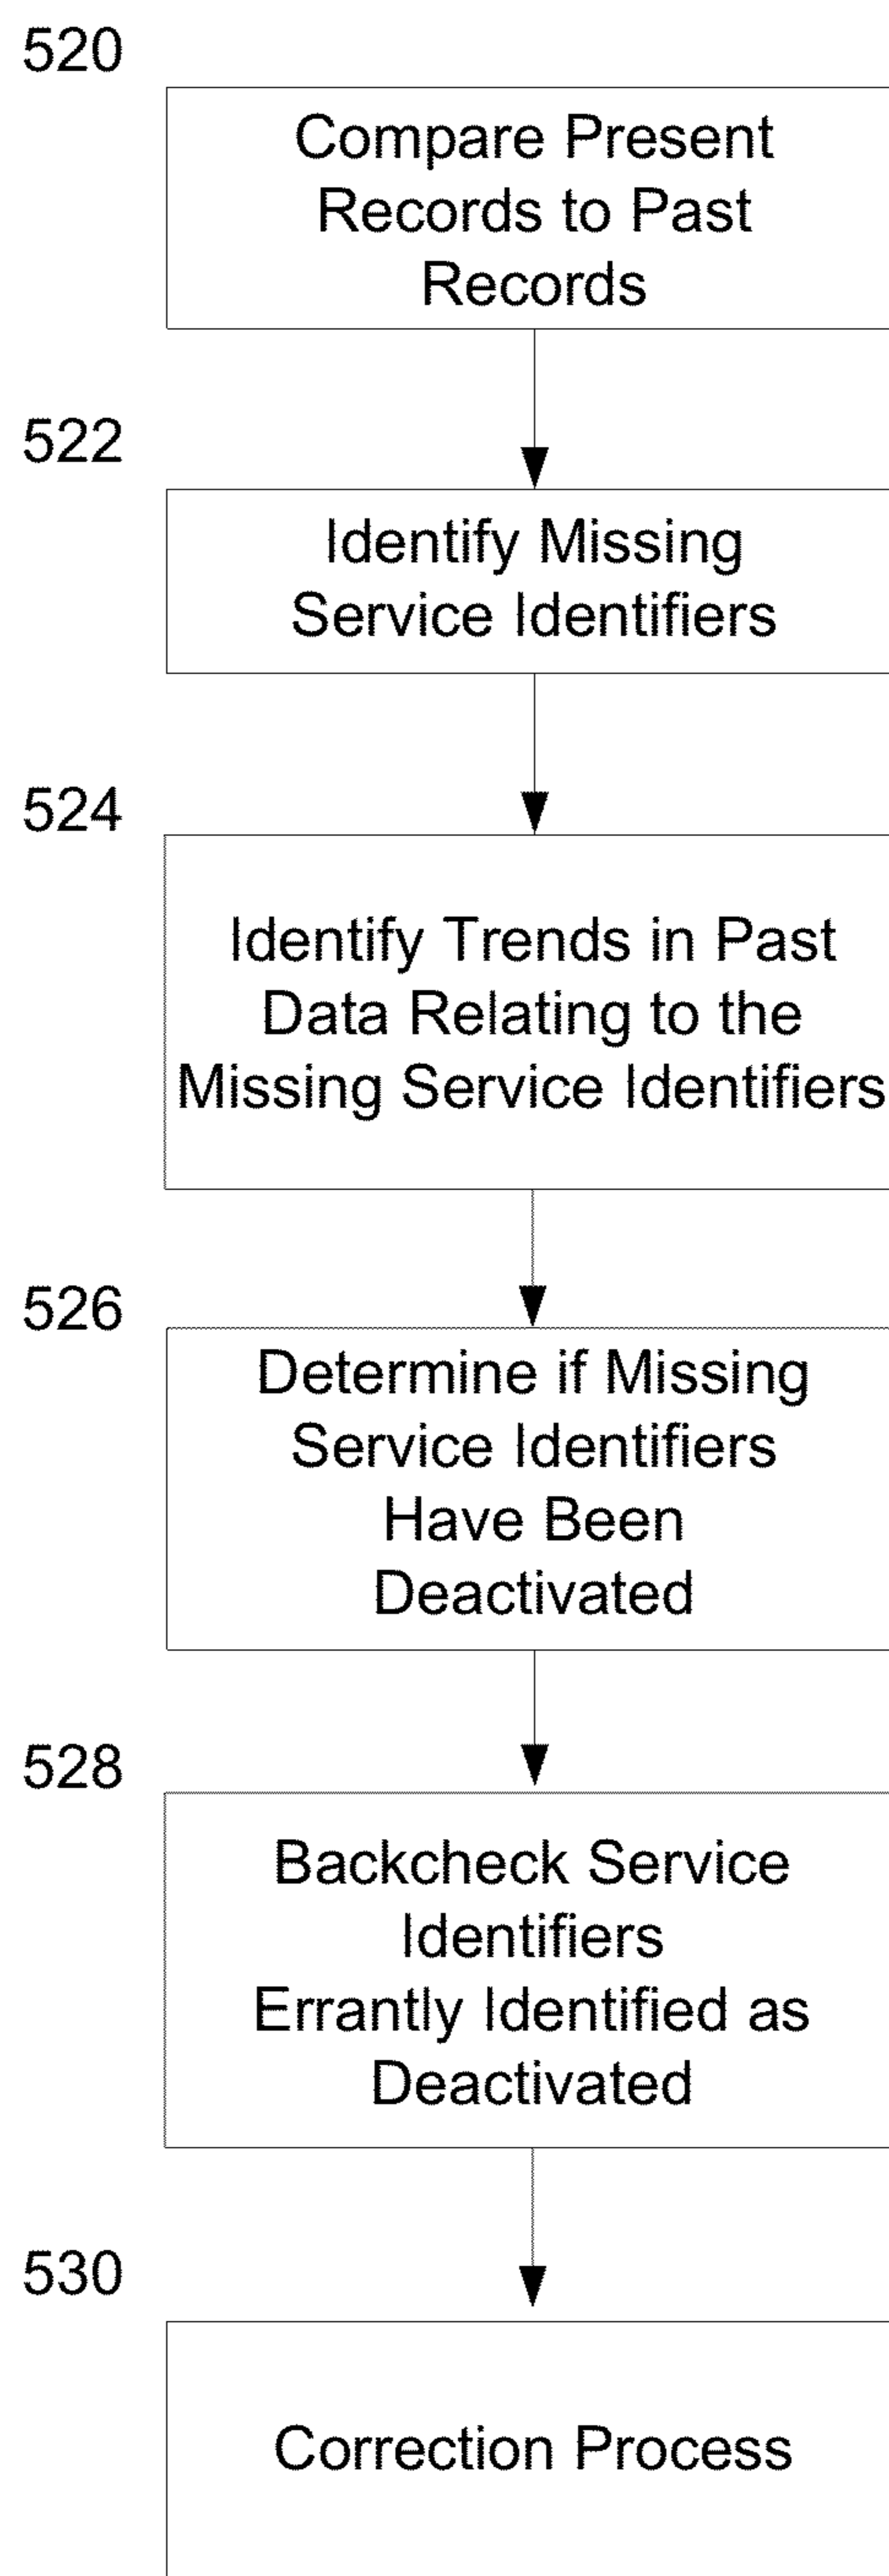 520
Compare Present
Records to Past
Records
522
Identify Missing
Service Identifiers
524
Identify Trends in Past
Data Relating to the
Missing Service Identifiers
526
Determine if Missing
Service Identifiers
Have Been
Deactivated
528
Backcheck Service
Identifiers
Errantly Identified as
Deactivated
530
Correction Process